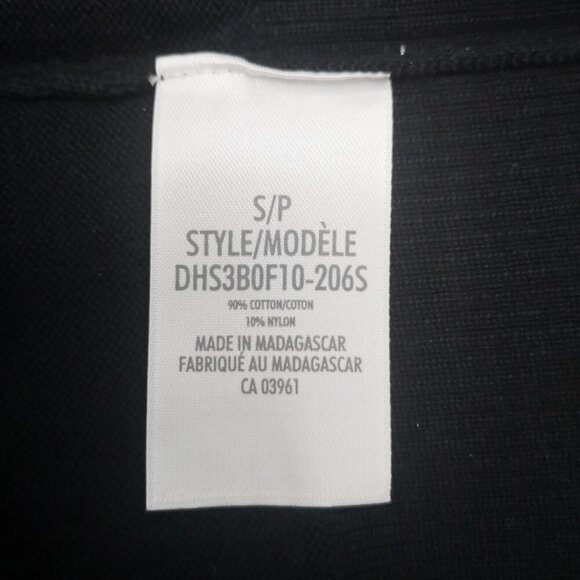 S/P
STYLE/MODÈLE
DHS3B0F10-206S
90% COTTON/COTON
10% NYLON
MADE IN MADAGASCAR
FABRIQUÉ AU MADAGASCAR
CA 03961